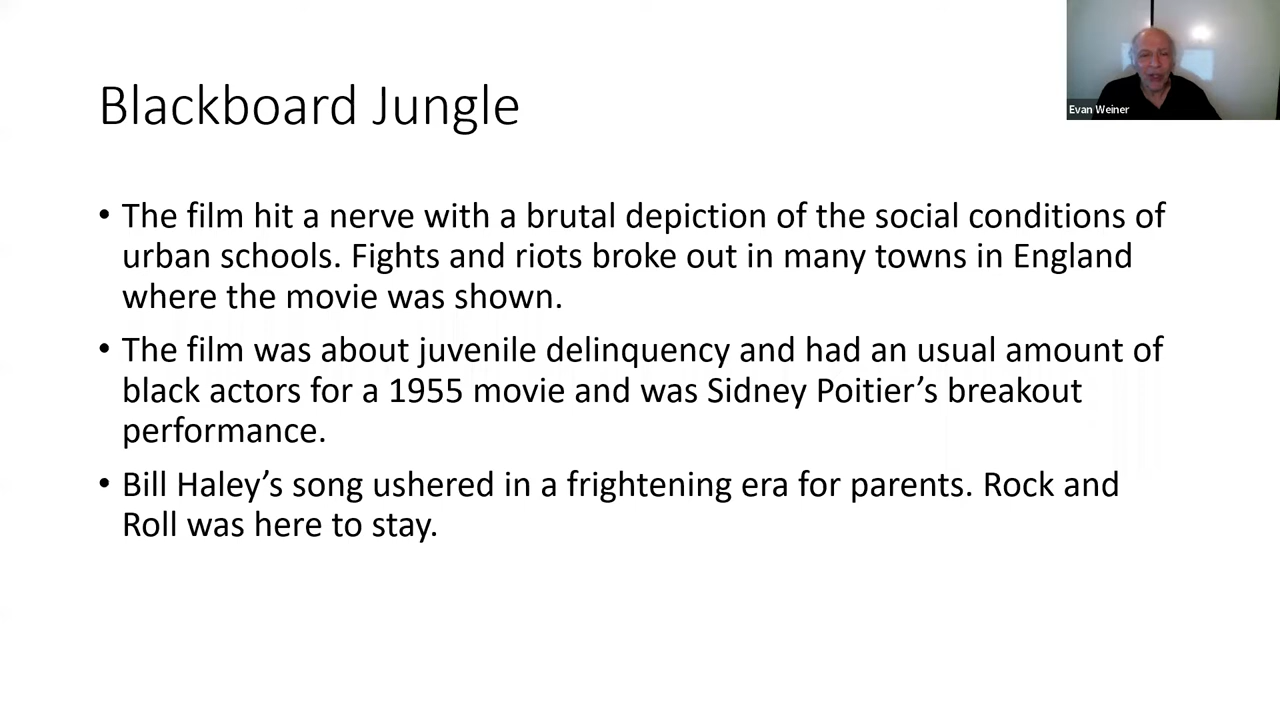 Blackboard Jungle
Evan Weiner
• The film hit a nerve with a brutal depiction of the social conditions of
urban schools. Fights and riots broke out in many towns in England
where the movie was shown.
• The film was about juvenile delinquency and had an usual amount of
black actors for a 1955 movie and was Sidney Poitier’s breakout
performance.
• Bill Haley’s song ushered in a frightening era for parents. Rock and
Roll was here to stay.